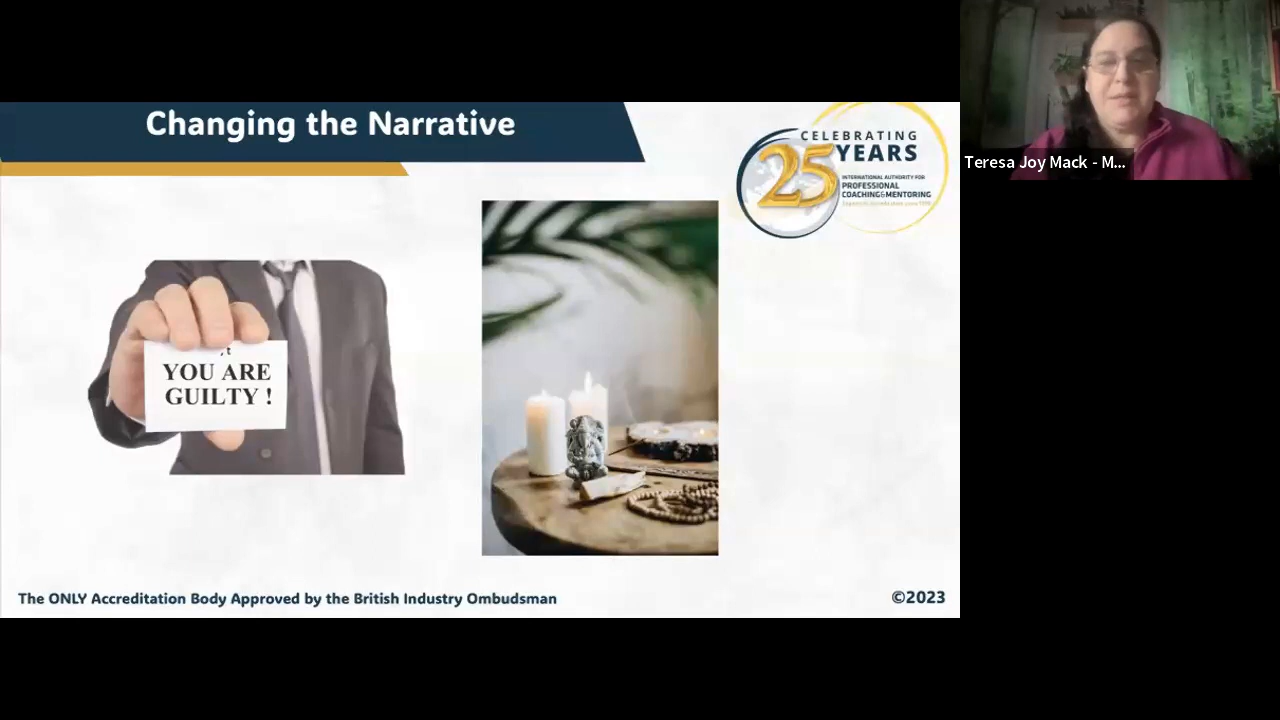 Changing the Narrative
CELEBRATING
25 YEARS
INTERNATIONAL AUTHORITY FOR
PROFESSIONAL
COACHING&MENTORING
YOU ARE
GUILTY !
The ONLY Accreditation Body Approved by the British Industry Ombudsman
©2023
Teresa Joy Mack - M...